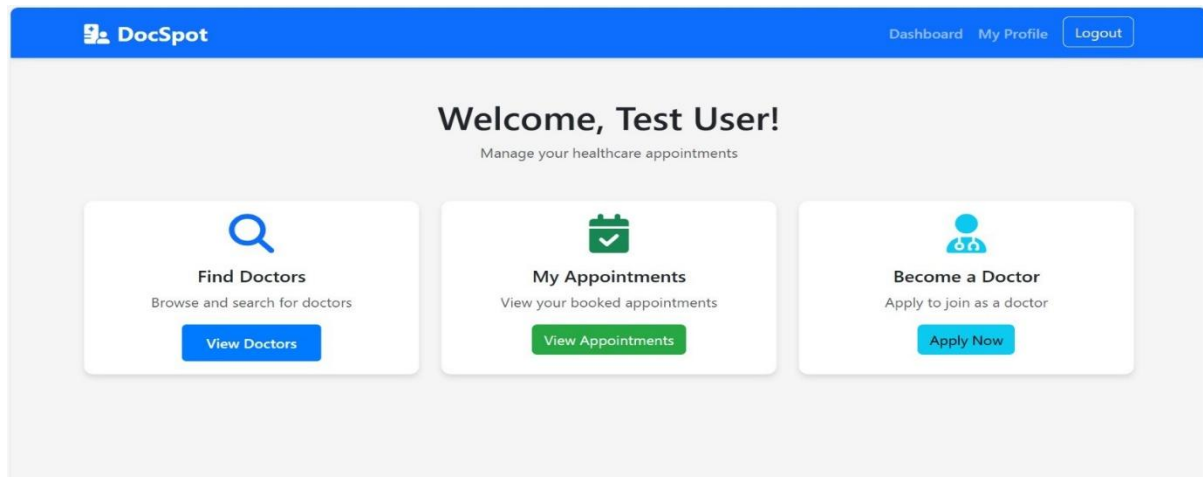 DocSpot
Dashboard My Profile Logout
Welcome, Test User!
Manage your healthcare appointments
Find Doctors
Browse and search for doctors
View Doctors
My Appointments
View your booked appointments
View Appointments
Become a Doctor
Apply to join as a doctor
Apply Now